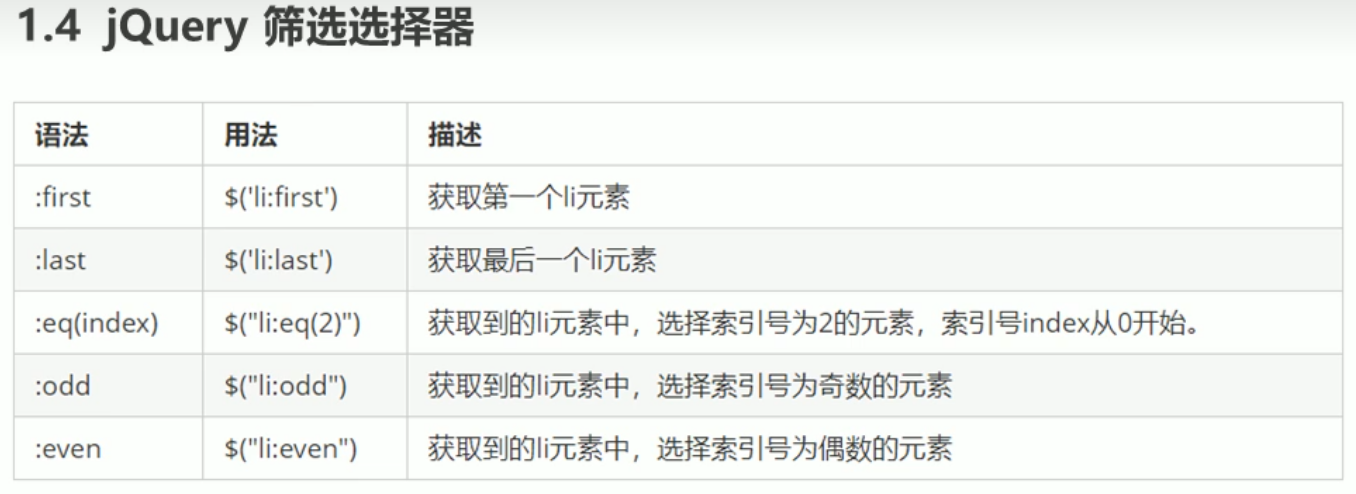 1.4 jQuery 筛选选择器
语法 用法 描述
:first $('li:first') 获取第一个li元素
:last $('li:last') 获取最后一个li元素
:eq(index) $("li:eq(2)") 获取到的li元素中，选择索引号为2的元素，索引号index从0开始。
:odd $("li:odd") 获取到的li元素中，选择索引号为奇数的元素
:even $("li:even") 获取到的li元素中，选择索引号为偶数的元素